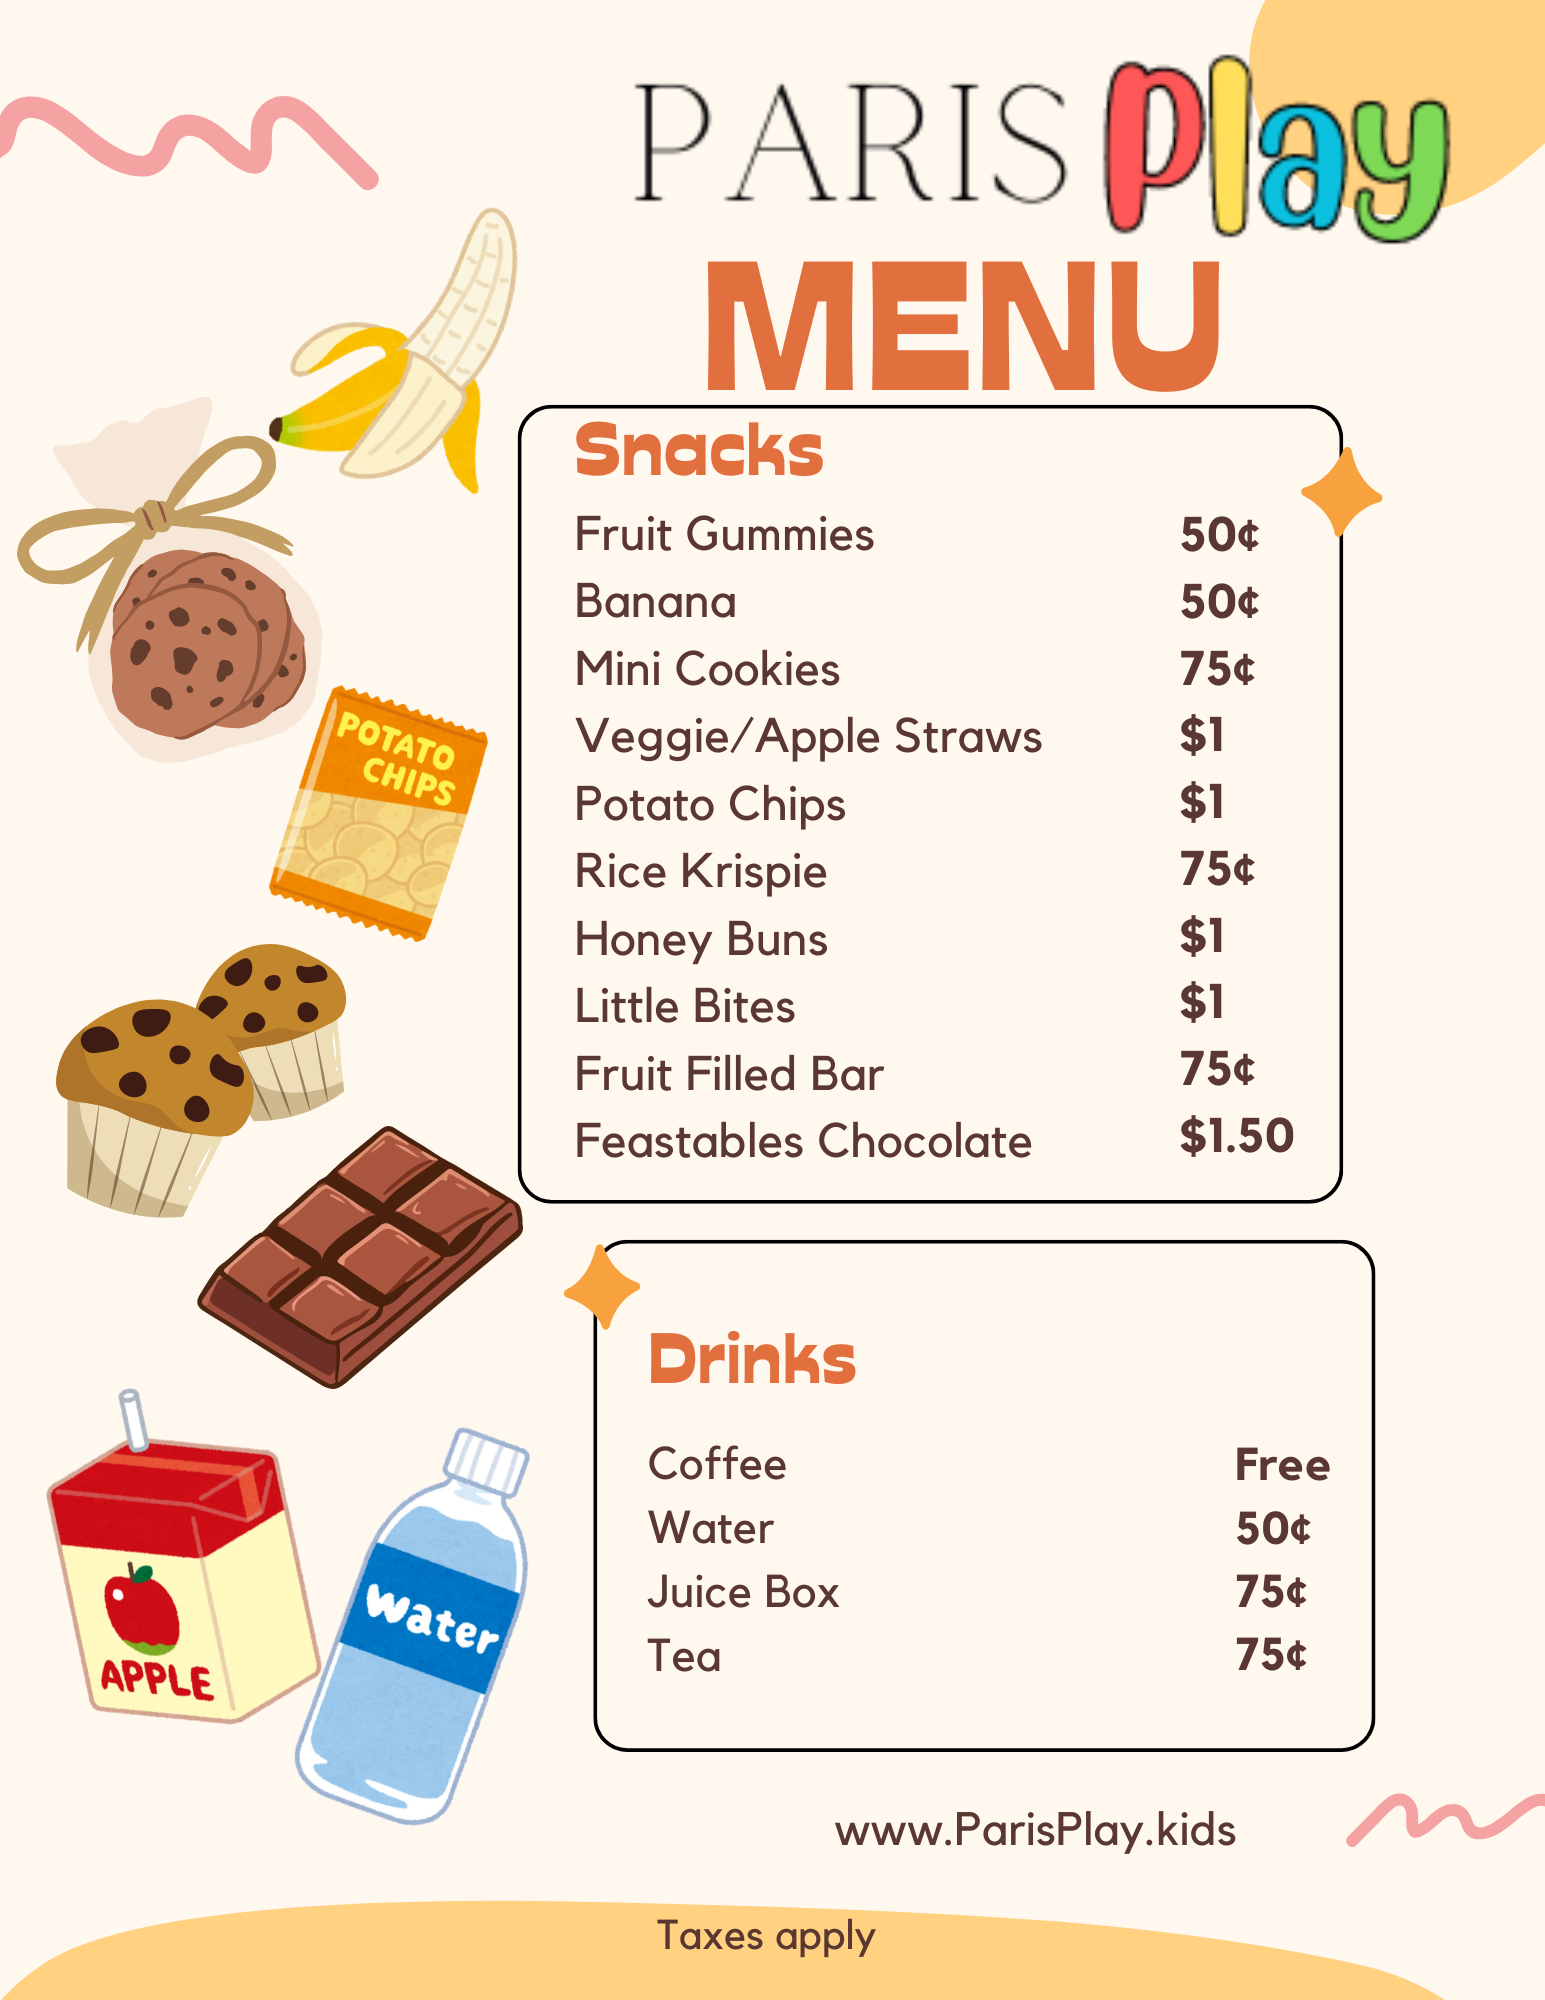 PARIS Play
MENU
Snacks
Fruit Gummies 50¢
Banana 50¢
Mini Cookies 75¢
Veggie/Apple Straws $1
Potato Chips $1
Rice Krispie 75¢
Honey Buns $1
Little Bites $1
Fruit Filled Bar 75¢
Feastables Chocolate $1.50
POTATO
CHIPS
Drinks
Coffee Free
Water 50¢
Juice Box 75¢
Tea 75¢
APPLE
Water
www.ParisPlay.kids
Taxes apply